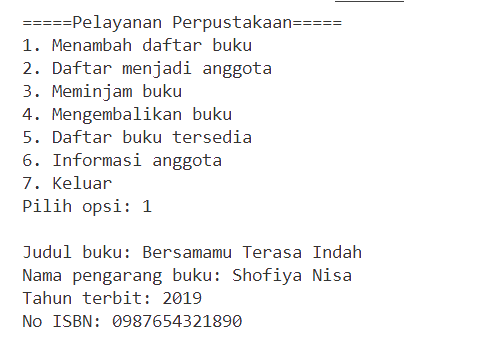 =====Pelayanan Perpustakaan=====
1. Menambah daftar buku
2. Daftar menjadi anggota
3. Meminjam buku
4. Mengembalikan buku
5. Daftar buku tersedia
6. Informasi anggota
7. Keluar
Pilih opsi: 1
Judul buku: Bersamamu Terasa Indah
Nama pengarang buku: Shofiya Nisa
Tahun terbit: 2019
No ISBN: 0987654321890